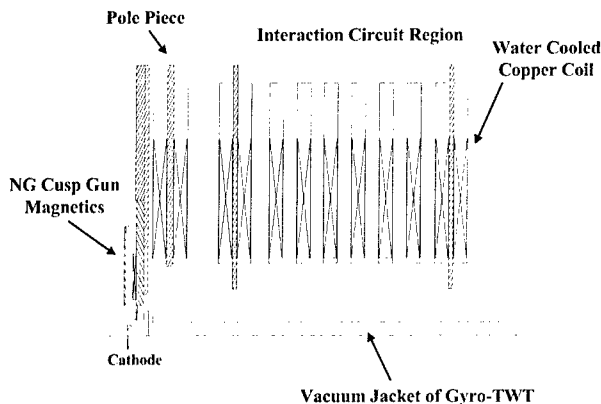 Pole Piece
Interaction Circuit Region
Water Cooled
Copper Coil
NG Cusp Gun
Magnetics
Cathode
Vacuum Jacket of Gyro-TWT